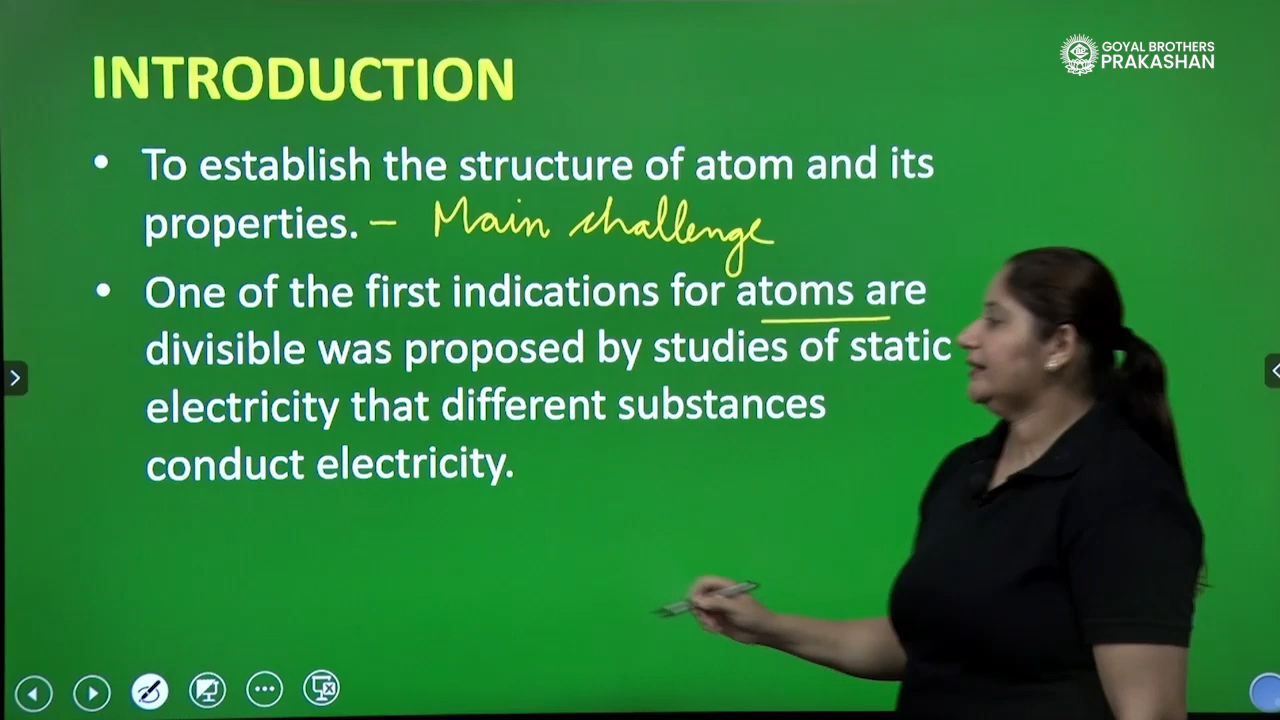 GOYAL BROTHERS
PRAKASHAN
INTRODUCTION
• To establish the structure of atom and its
properties. – Main challenge
• One of the first indications for atoms are
divisible was proposed by studies of static
electricity that different substances
conduct electricity.